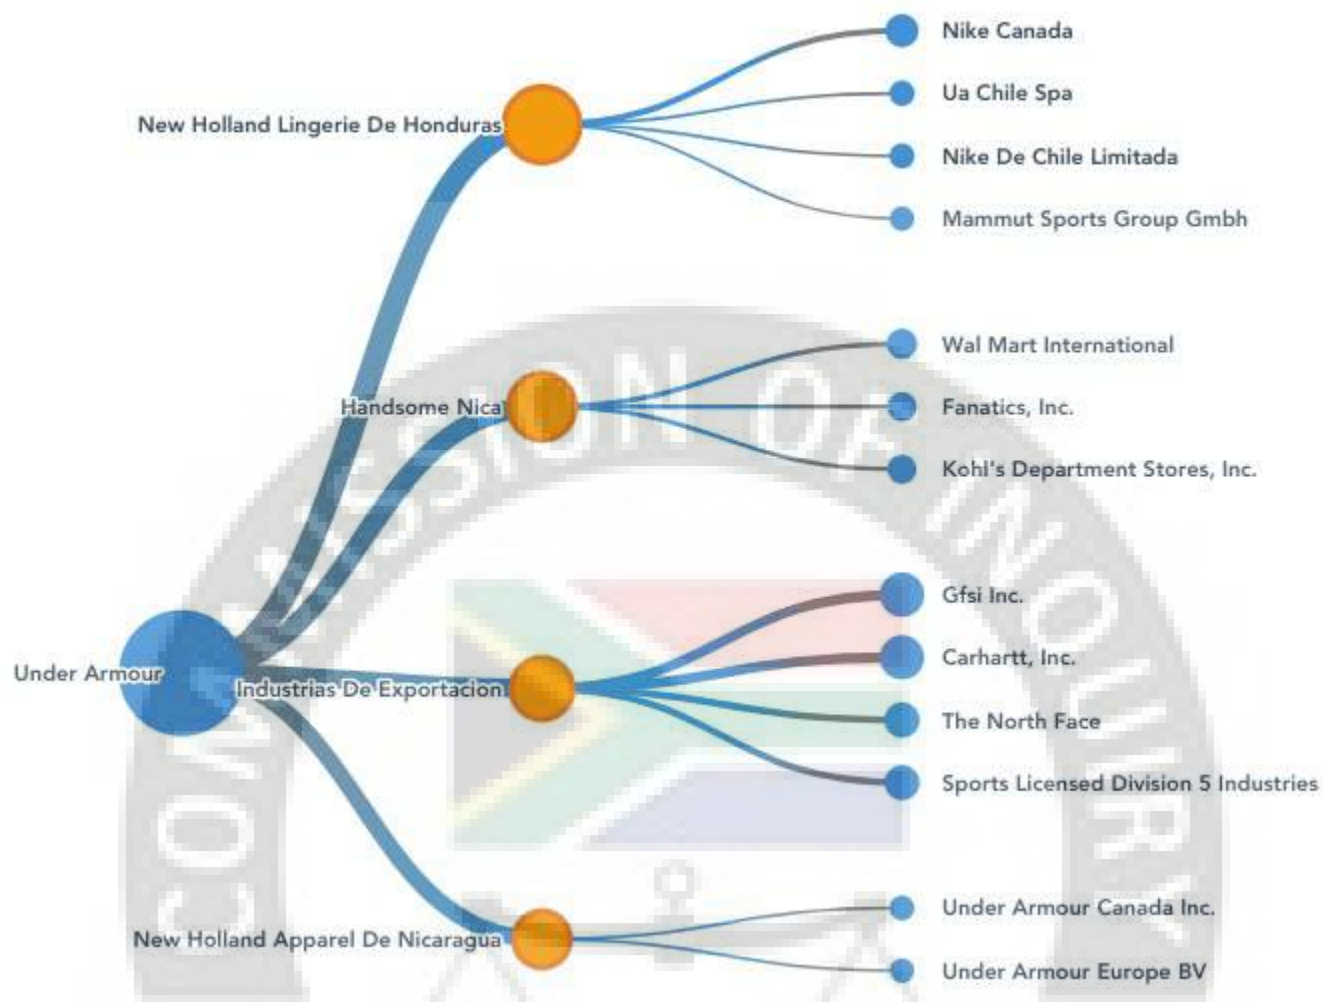 Nike Canada
Ua Chile Spa
New Holland Lingerie De Honduras
Nike De Chile Limitada
Mammut Sports Group Gmbh
Wal Mart International
Handsome Nica
Fanatics, Inc.
Kohl's Department Stores, Inc.
Gfsi Inc.
Carhartt, Inc.
Under Armour
Industrias De Exportacion
The North Face
Sports Licensed Division 5 Industries
Under Armour Canada Inc.
New Holland Apparel De Nicaragua
Under Armour Europe BV
COMMISSION OF INQUIRY